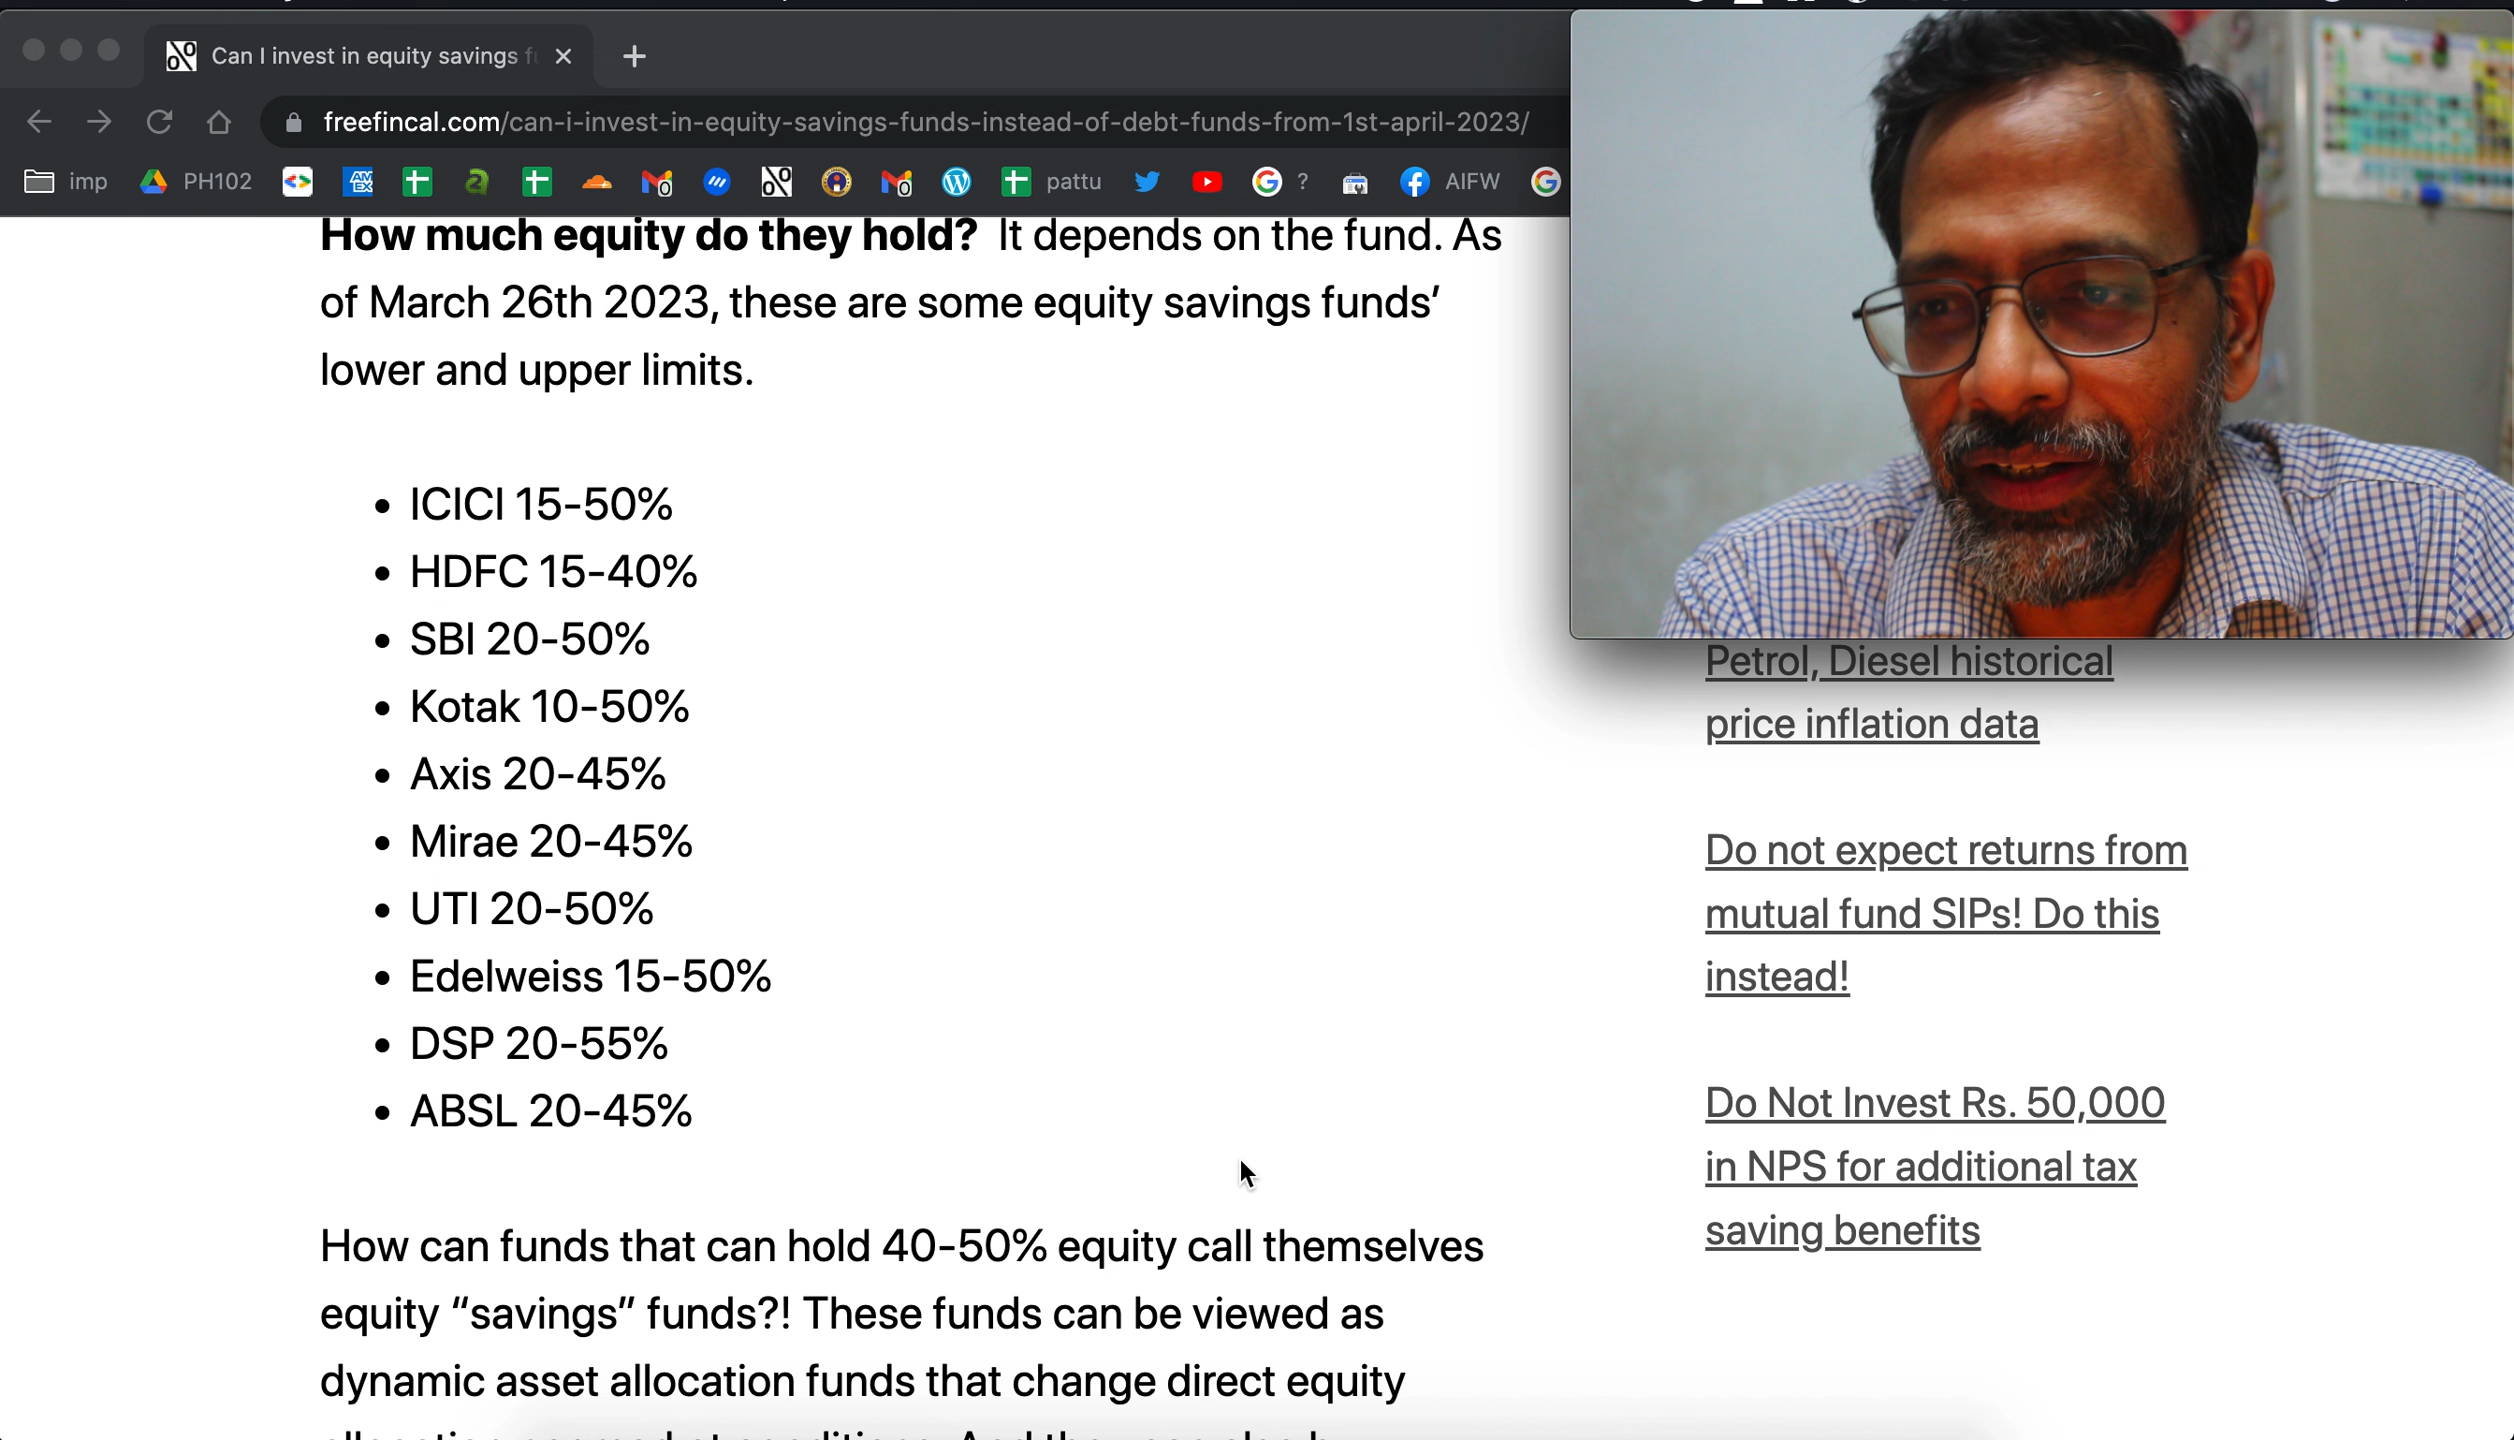 Can I invest in equity savings
freefincal.com/can-i-invest-in-equity-savings-funds-instead-of-debt-funds-from-1st-april-2023/
imp
PH102
AM
EX
pattu
?
AIFW
How much equity do they hold? It depends on the fund. As
of March 26th 2023, these are some equity savings funds’
lower and upper limits.
• ICICI 15-50%
• HDFC 15-40%
• SBI 20-50%
• Kotak 10-50%
• Axis 20-45%
• Mirae 20-45%
• UTI 20-50%
• Edelweiss 15-50%
• DSP 20-55%
• ABSL 20-45%
How can funds that can hold 40-50% equity call themselves
equity “savings” funds?! These funds can be viewed as
dynamic asset allocation funds that change direct equity
Petrol, Diesel historical
price inflation data
Do not expect returns from
mutual fund SIPs! Do this
instead!
Do Not Invest Rs. 50,000
in NPS for additional tax
saving benefits